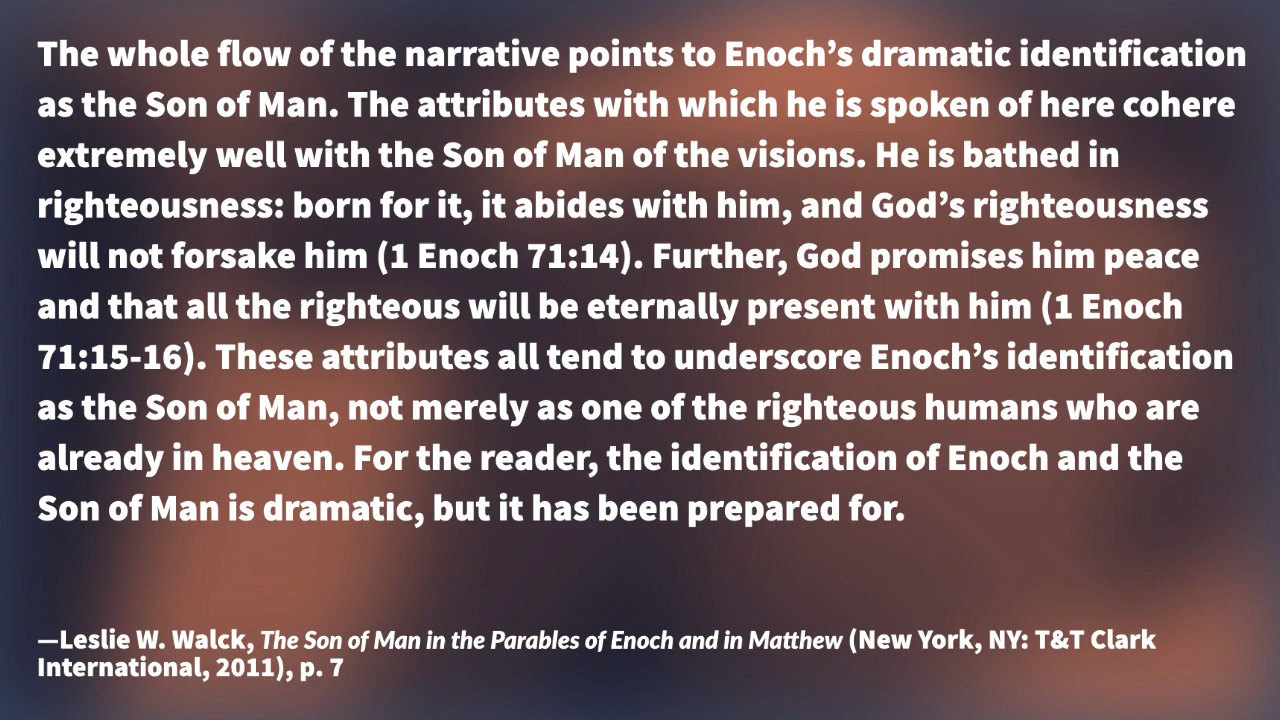 The whole flow of the narrative points to Enoch’s dramatic identification
as the Son of Man. The attributes with which he is spoken of here cohere
extremely well with the Son of Man of the visions. He is bathed in
righteousness: born for it, it abides with him, and God’s righteousness
will not forsake him (1 Enoch 71:14). Further, God promises him peace
and that all the righteous will be eternally present with him (1 Enoch
71:15-16). These attributes all tend to underscore Enoch’s identification
as the Son of Man, not merely as one of the righteous humans who are
already in heaven. For the reader, the identification of Enoch and the
Son of Man is dramatic, but it has been prepared for.
—Leslie W. Walck, The Son of Man in the Parables of Enoch and in Matthew (New York, NY: T&T Clark
International, 2011), p. 7